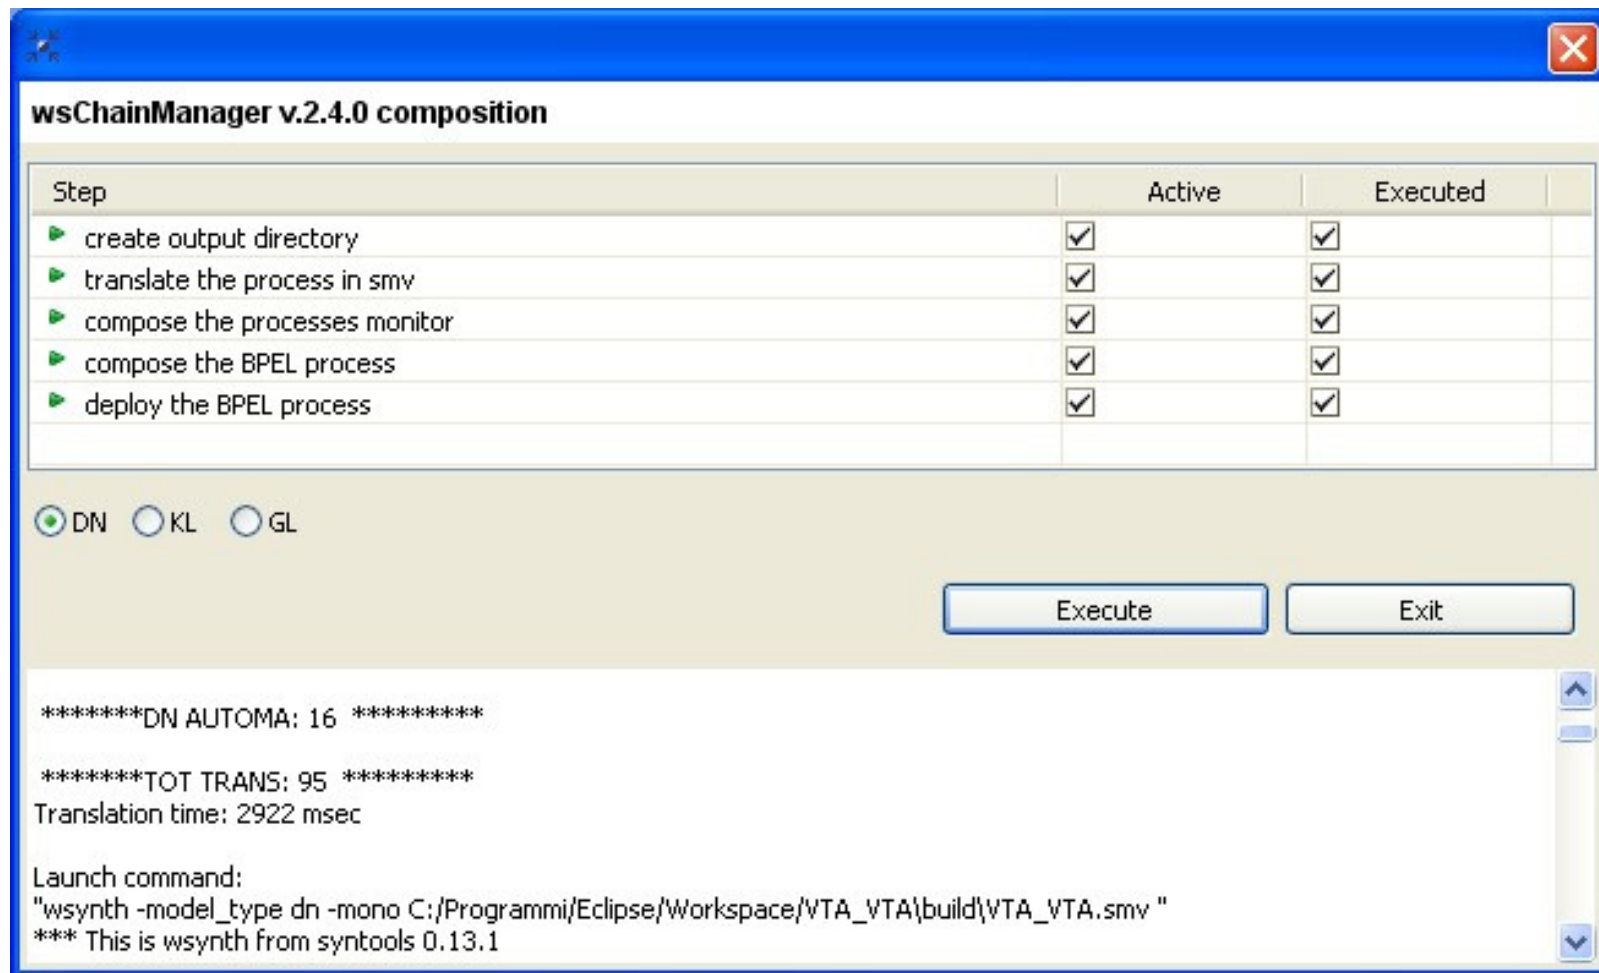 wsChainManager v.2.4.0 composition
Step Active Executed
create output directory
translate the process in smv
compose the processes monitor
compose the BPEL process
deploy the BPEL process
DN KL GL
Execute Exit
*******DN AUTOMA: 16 *********
*******TOT TRANS: 95 *********
Translation time: 2922 msec
Launch command:
"wsynth -model_type dn -mono C:/Programmi/Eclipse/Workspace/VTA_VTA\build\VTA_VTA.smv "
*** This is wsynth from syntools 0.13.1